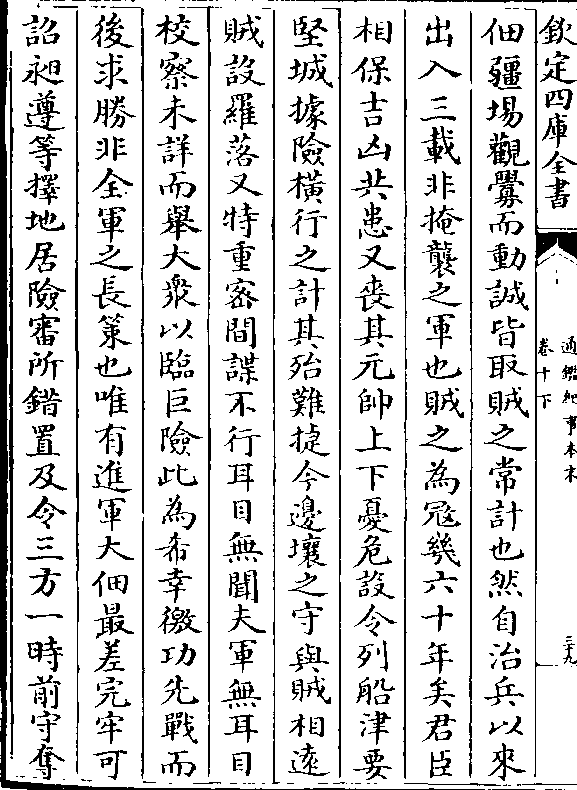 欽定四庫全書
通鑑紀事本末
卷十下
三十九
佃疆場觀釁而動誠皆取賊之常計也然自治兵以來
出入三載非掩襲之軍也賊之為冦幾六十年矣君臣
相保吉凶共患又喪其元帥上下憂危設令列船津要
堅城據險橫行之計其殆難㨗今邊壤之守與賊相遠
賊設羅落又特重密間諜不行耳目無聞夫軍無耳目
校察未詳而舉大衆以臨巨險此為希幸徼功先戰而
後求勝非全軍之長策也唯有進軍大佃最差完牢可
詔昶遵等擇地居險審所錯置及令三方一時前守奪